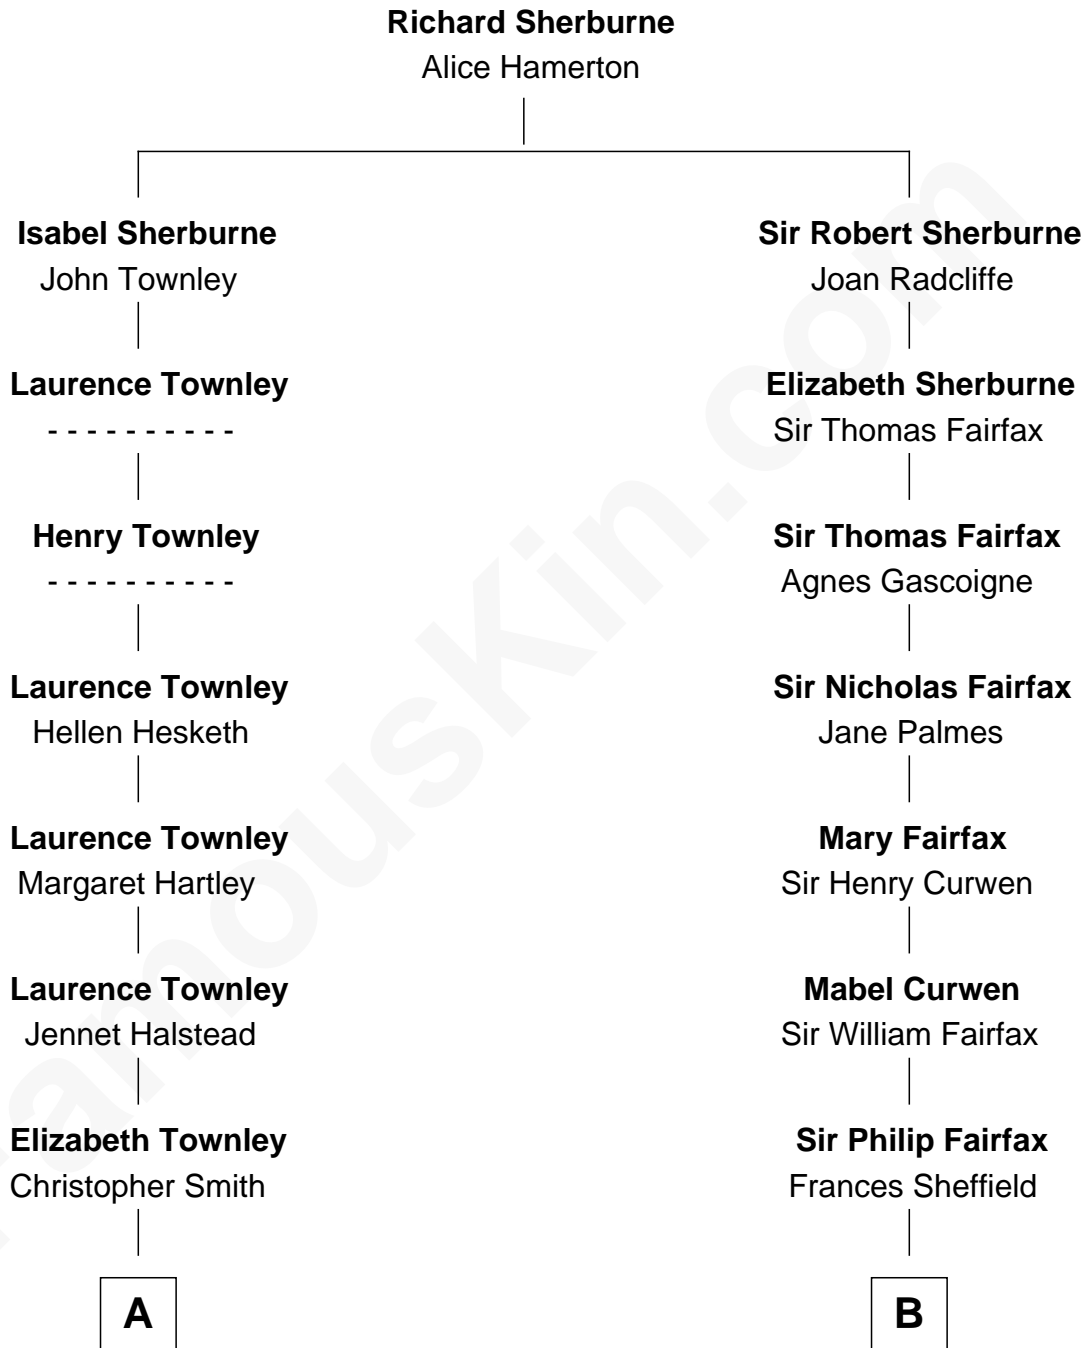 Richard Sherburne
Alice Hamerton
Isabel Sherburne
John Townley
Sir Robert Sherburne
Joan Radcliffe
Laurence Townley
- - - - - - - - - -
Elizabeth Sherburne
Sir Thomas Fairfax
Henry Townley
- - - - - - - - - -
Sir Thomas Fairfax
Agnes Gascoigne
Laurence Townley
Hellen Hesketh
Sir Nicholas Fairfax
Jane Palmes
Laurence Townley
Margaret Hartley
Mary Fairfax
Sir Henry Curwen
Laurence Townley
Jennet Halstead
Mabel Curwen
Sir William Fairfax
Elizabeth Townley
Christopher Smith
Sir Philip Fairfax
Frances Sheffield
A
B
FamousKin.com